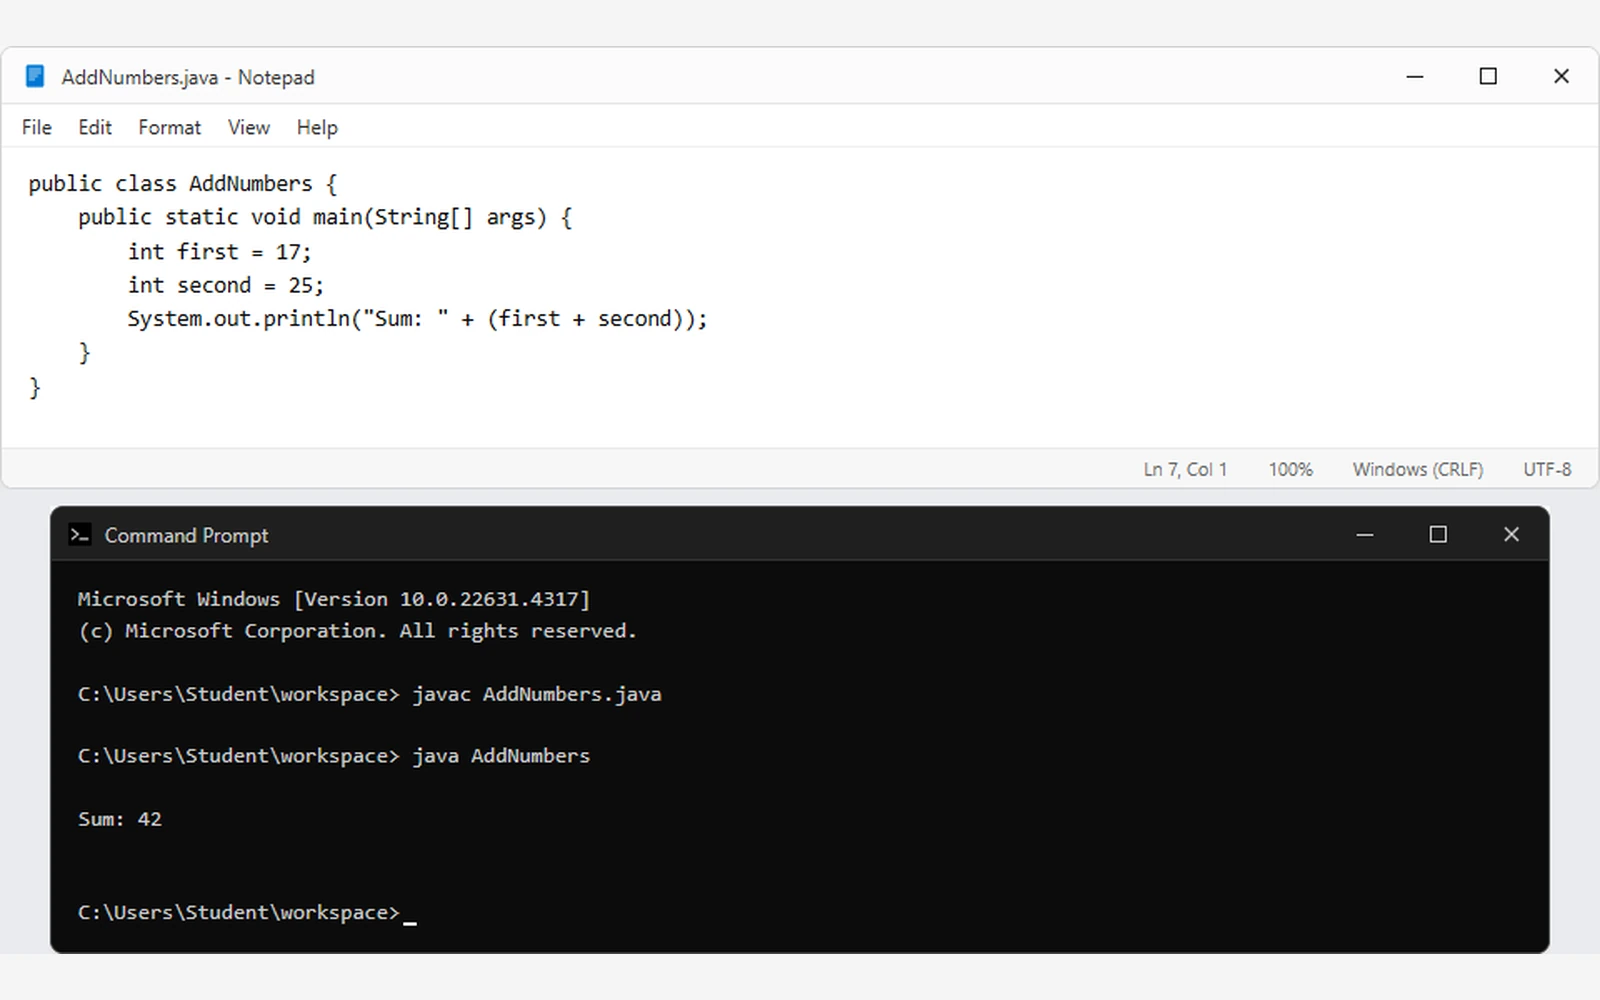 AddNumbers.java - Notepad
File Edit Format View Help
public class AddNumbers {
    public static void main(String[] args) {
        int first = 17;
        int second = 25;
        System.out.println("Sum: " + (first + second));
    }
}
Ln 7, Col 1 100% Windows (CRLF) UTF-8
Command Prompt
Microsoft Windows [Version 10.0.22631.4317]
(c) Microsoft Corporation. All rights reserved.
C:\Users\Student\workspace> javac AddNumbers.java
C:\Users\Student\workspace> java AddNumbers
Sum: 42
C:\Users\Student\workspace>_